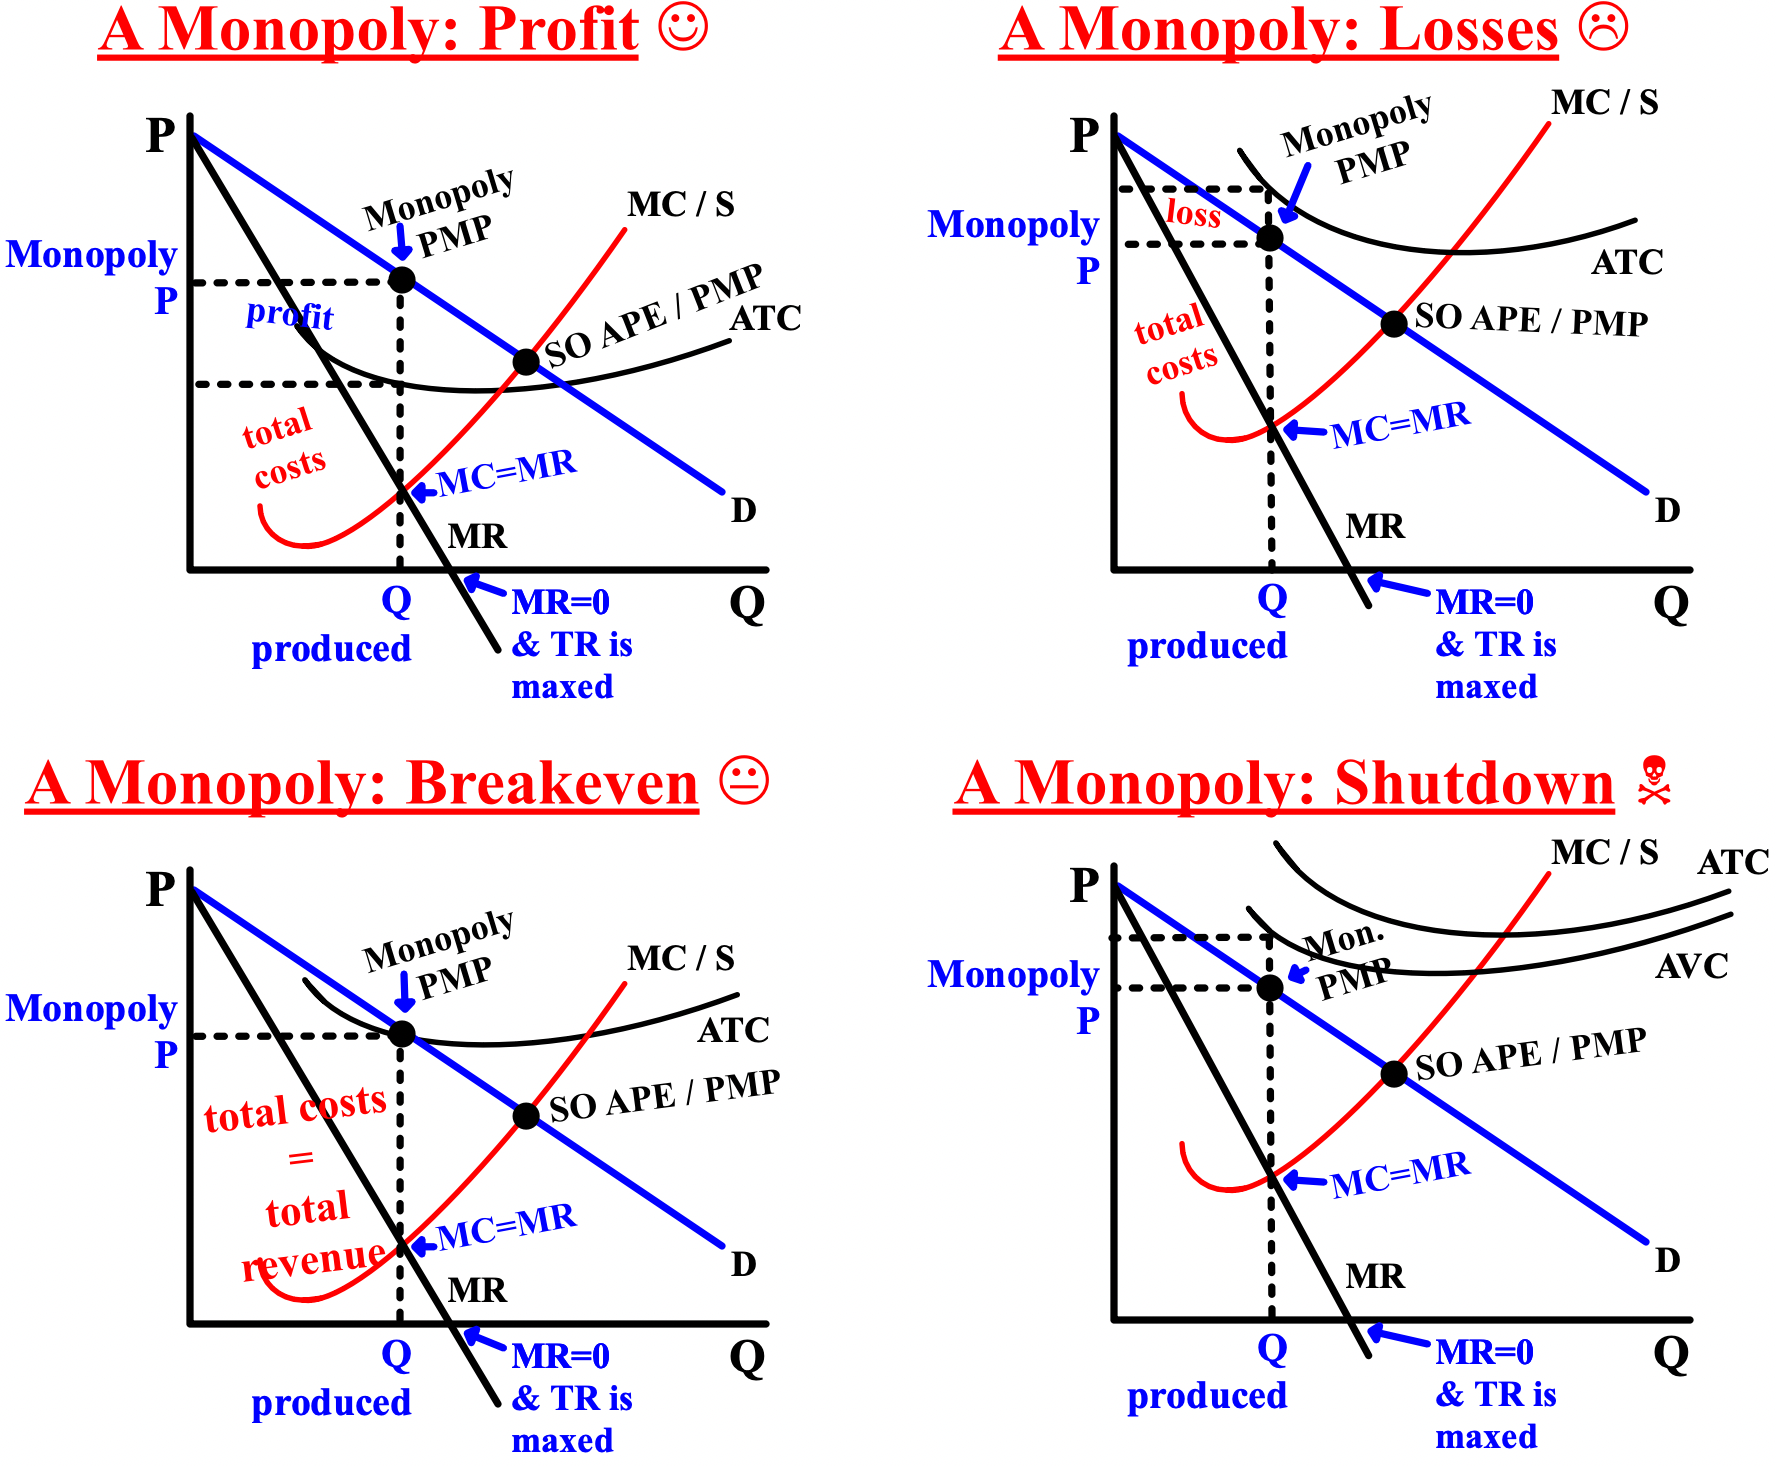 A Monopoly: Profit ☺
P
Monopoly
PMP
MC / S
Monopoly
P
profit
SO APE / PMP
ATC
total
costs
MC=MR
D
MR
Q
produced
MR=0
& TR is
maxed
Q
A Monopoly: Losses ☹
P
Monopoly
PMP
MC / S
loss
Monopoly
P
ATC
total
costs
SO APE / PMP
MC=MR
D
MR
Q
produced
MR=0
& TR is
maxed
Q
A Monopoly: Breakeven 😐
P
Monopoly
PMP
MC / S
Monopoly
P
ATC
total costs
=
total
revenue
SO APE / PMP
MC=MR
D
MR
Q
produced
MR=0
& TR is
maxed
Q
A Monopoly: Shutdown ☠
P
MC / S
ATC
Mon.
PMP
AVC
Monopoly
P
SO APE / PMP
MC=MR
D
MR
Q
produced
MR=0
& TR is
maxed
Q